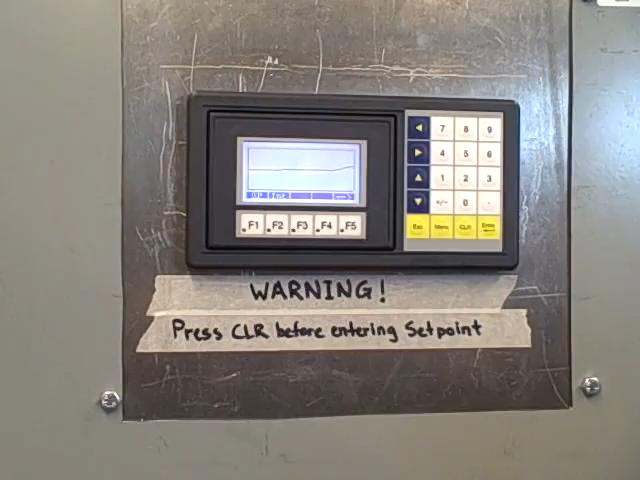 7 8 9
4 5 6
1 2 3
+/- 0 .
Esc Menu CLR Enter
F1 F2 F3 F4 F5
WARNING!
Press CLR before entering Setpoint